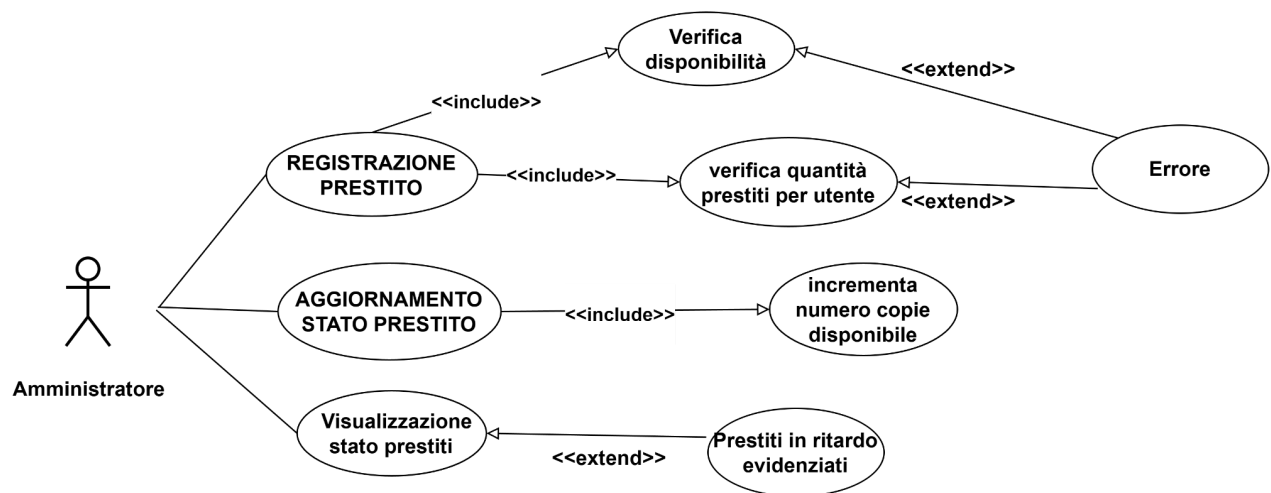 Verifica
disponibilità
<<extend>>
<<include>>
REGISTRAZIONE
PRESTITO
<<include>>
verifica quantità
prestiti per utente
<<extend>>
Errore
AGGIORNAMENTO
STATO PRESTITO
<<include>>
incrementa
numero copie
disponibile
Amministratore
Visualizzazione
stato prestiti
<<extend>>
Prestiti in ritardo
evidenziati